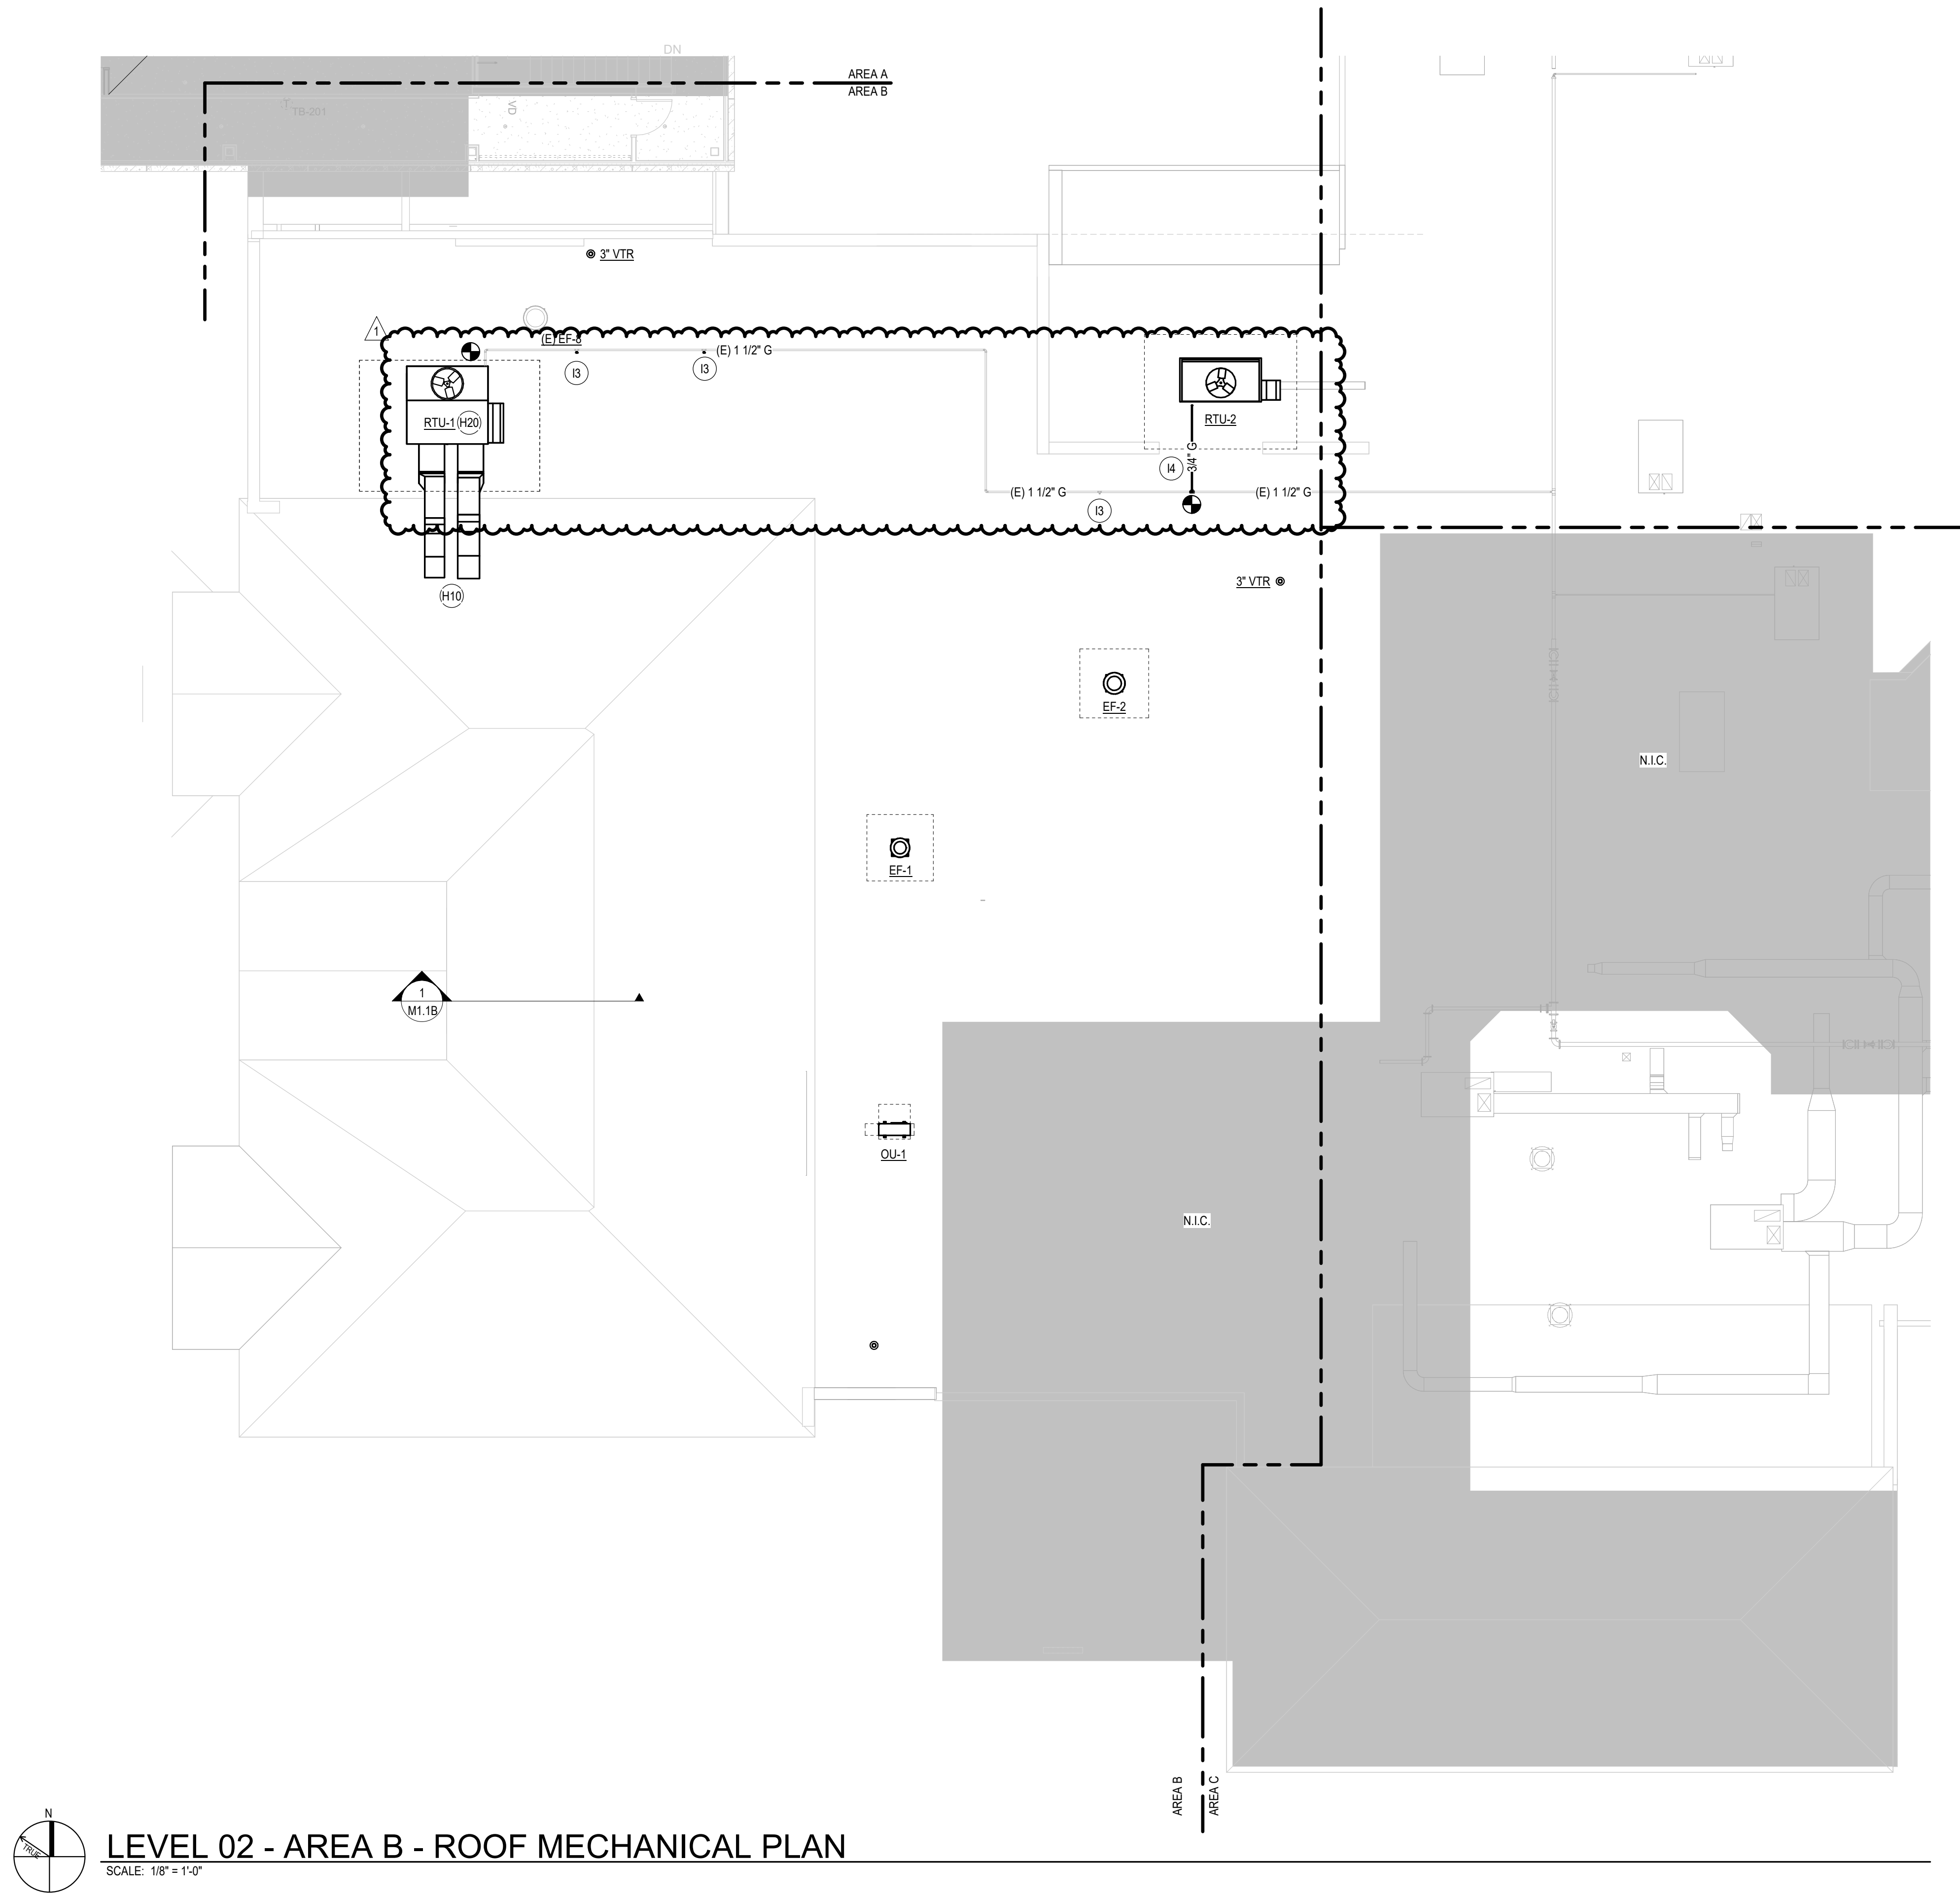 DN
AREA A
AREA B
TB-201
VD
3" VTR
1
(E) EF-8
(E) 1 1/2" G
I3
I3
RTU-1
H20
RTU-2
3/4" G
I4
(E) 1 1/2" G
(E) 1 1/2" G
I3
3" VTR
H10
EF-2
N.I.C.
EF-1
1
M1.1B
OU-1
N.I.C.
AREA B
AREA C
N
TRUE
LEVEL 02 - AREA B - ROOF MECHANICAL PLAN
SCALE: 1/8" = 1'-0"